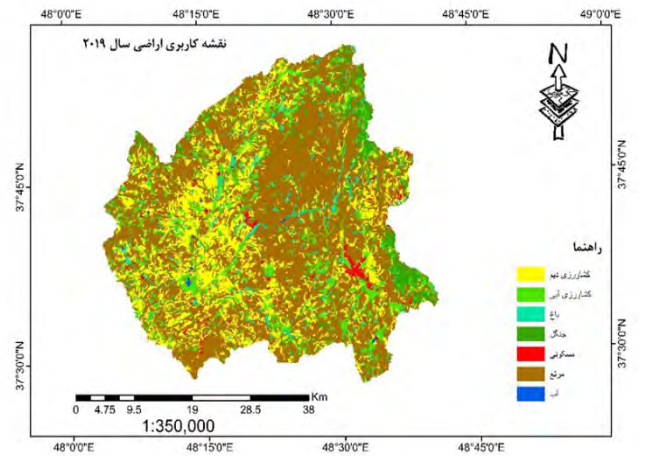 48°0'0"E 48°15'0"E 48°30'0"E 48°45'0"E 49°0'0"E
نقشه کاربری اراضی سال ۲۰۱۹
N
37°45'0"N
37°45'0"N
37°30'0"N
37°30'0"N
راهنما
کشاورزی دیم
کشاورزی آبی
باغ
جنگل
مسکونی
مرتع
آب
Km
0 4.75 9.5 19 28.5 38
1:350,000
48°0'0"E 48°15'0"E 48°30'0"E 48°45'0"E